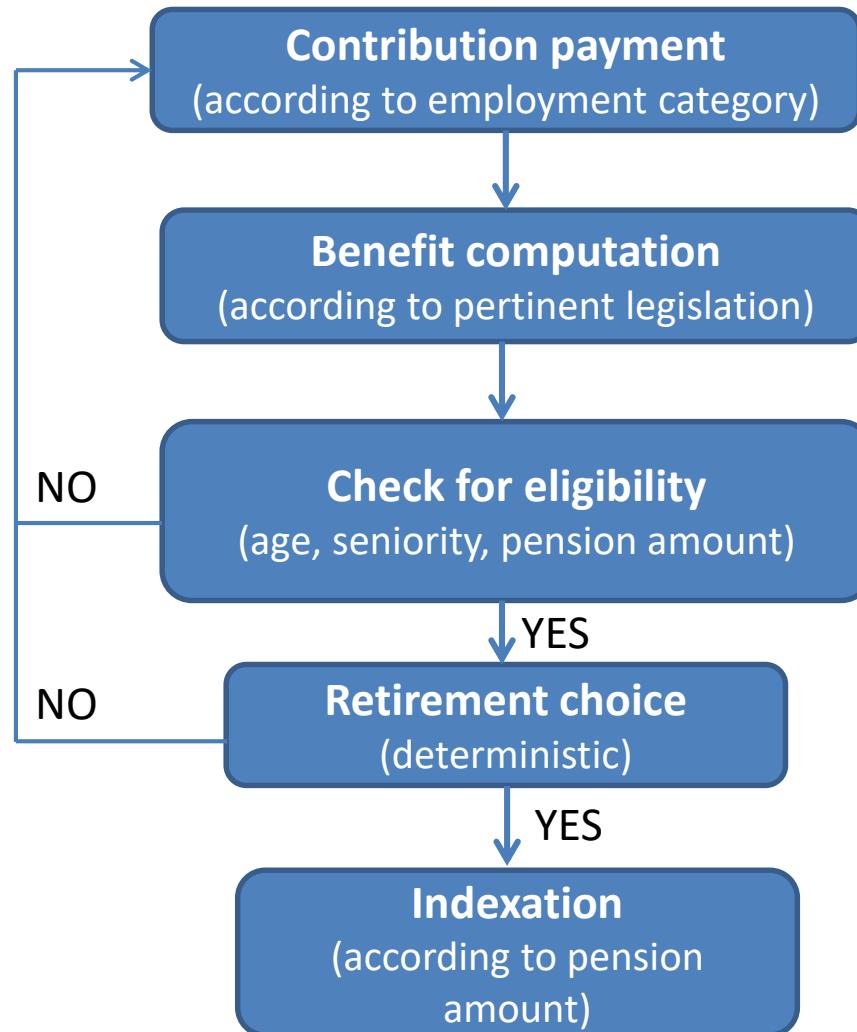 Contribution payment
(according to employment category)
Benefit computation
(according to pertinent legislation)
NO
Check for eligibility
(age, seniority, pension amount)
YES
NO
Retirement choice
(deterministic)
YES
Indexation
(according to pension
amount)